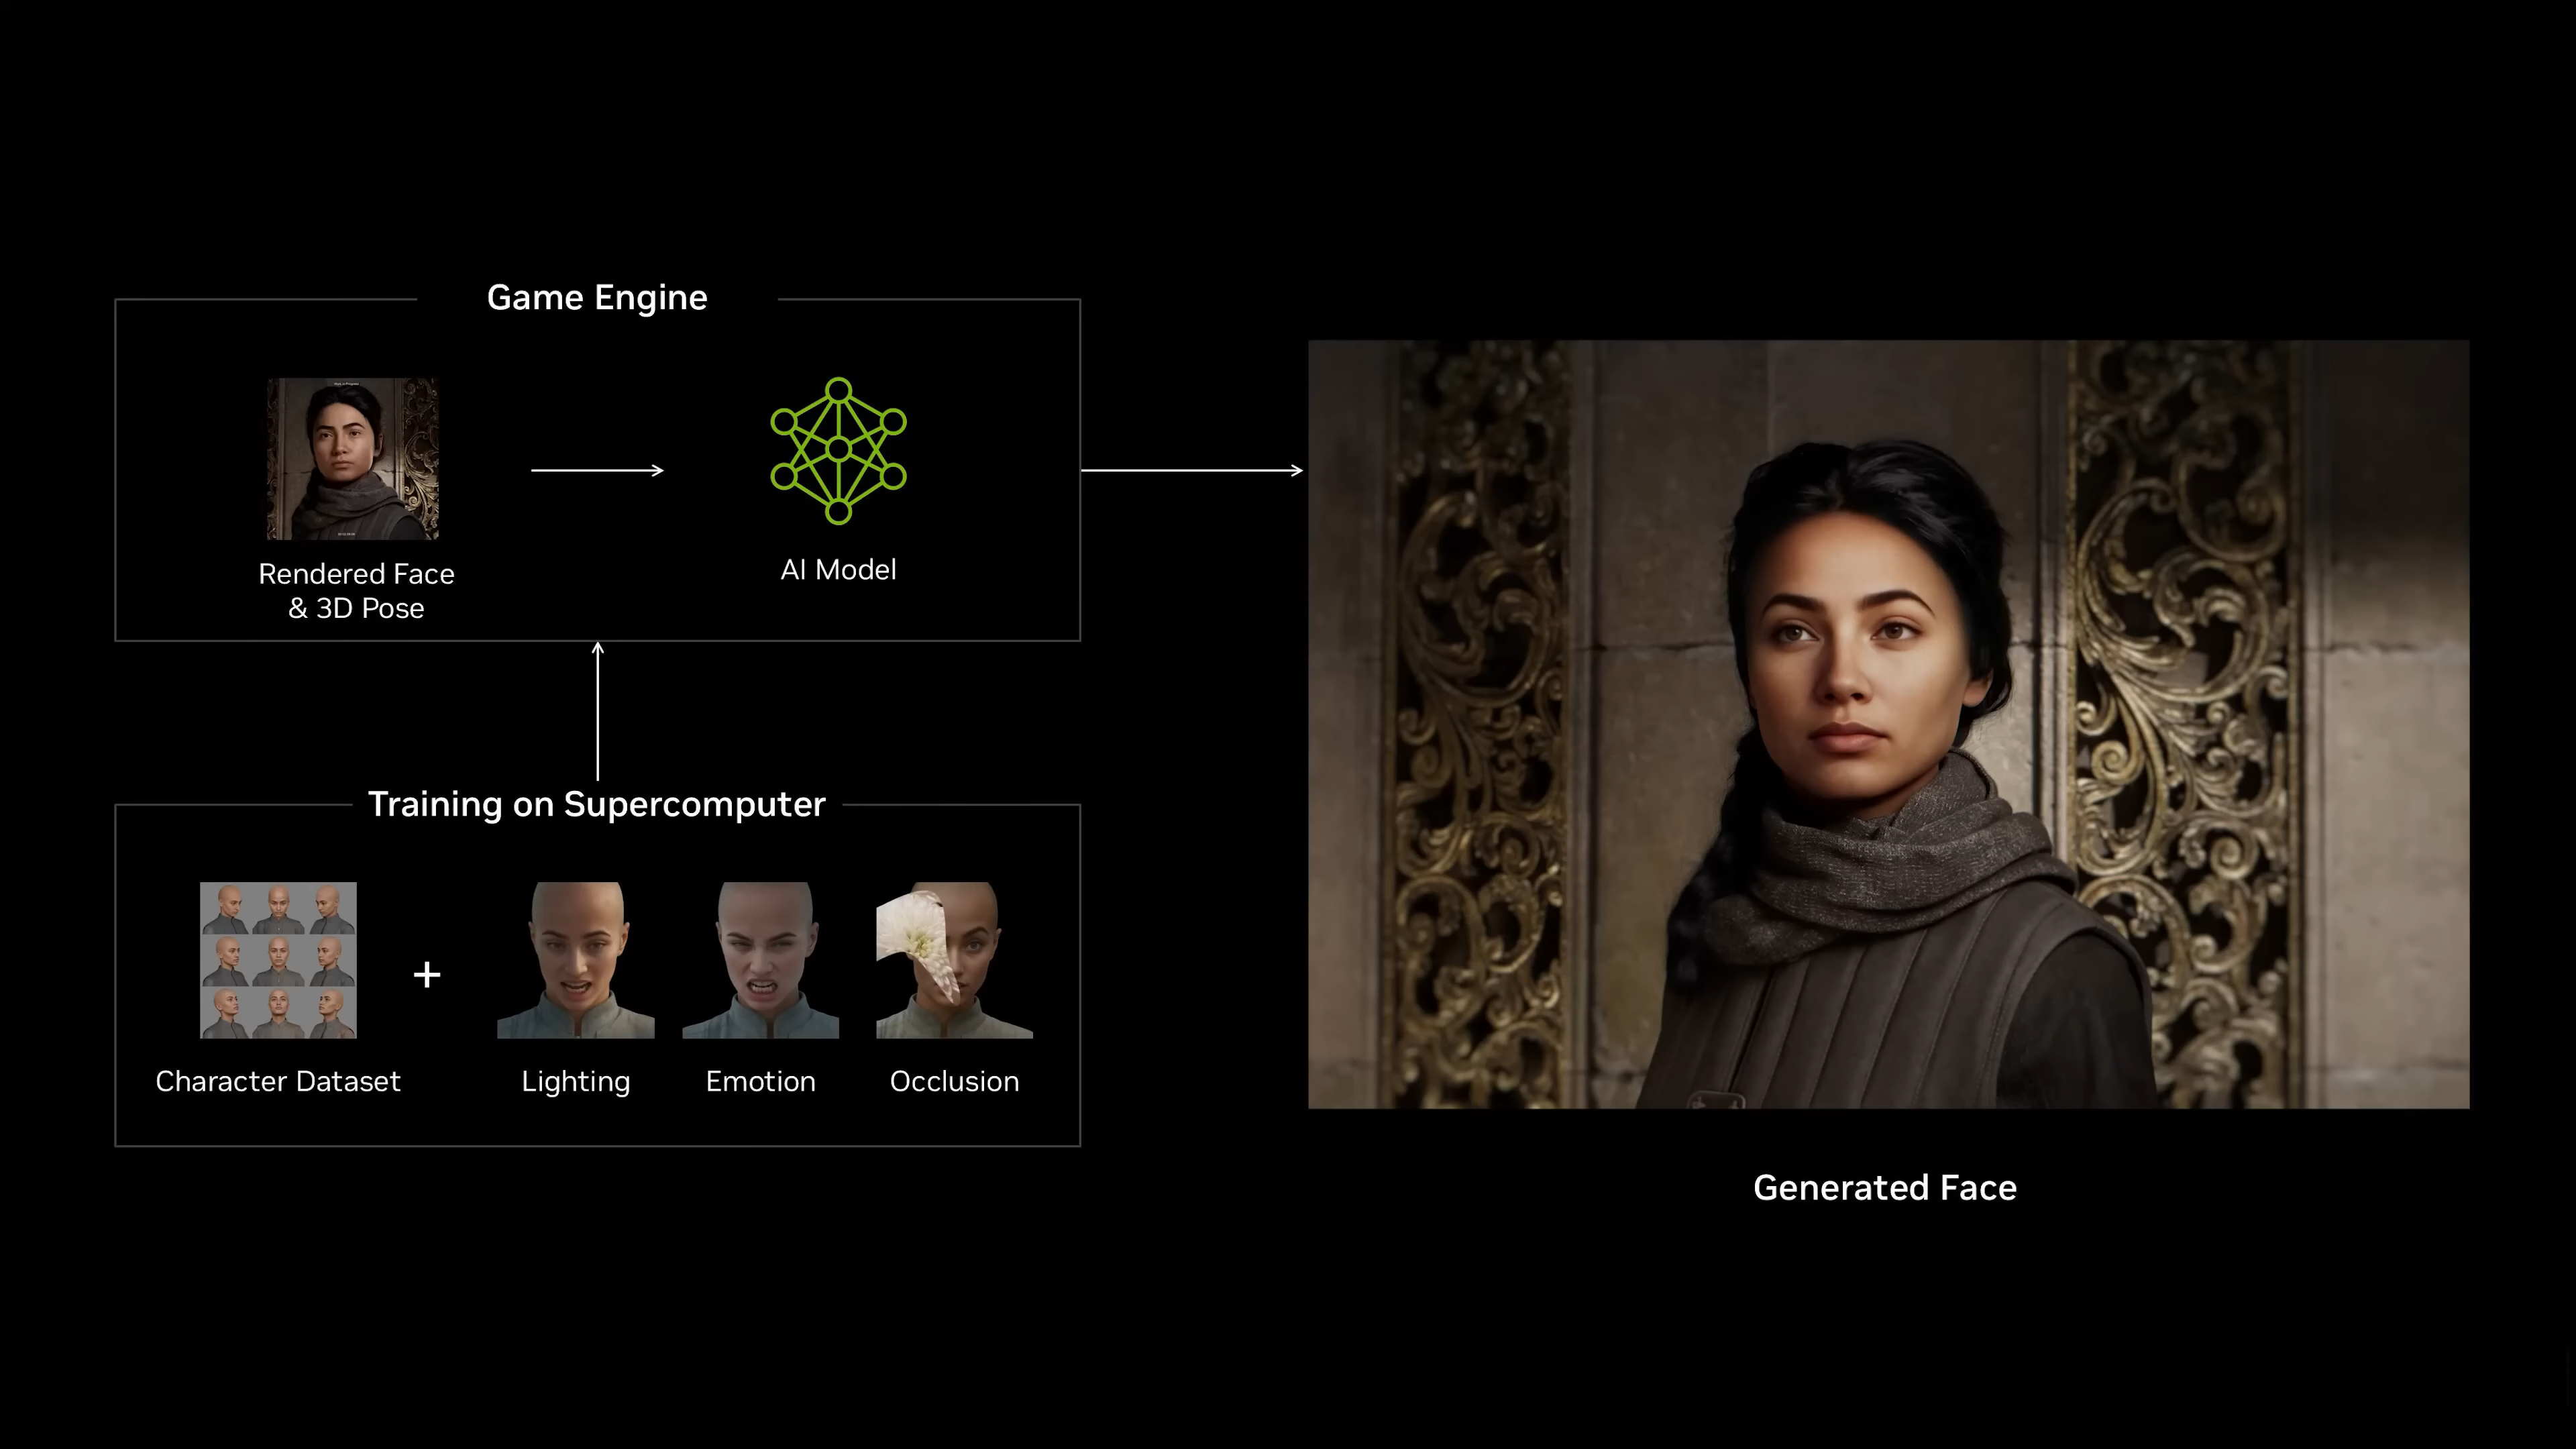 Game Engine
Rendered Face
& 3D Pose
AI Model
Training on Supercomputer
+
Character Dataset
Lighting
Emotion
Occlusion
Generated Face